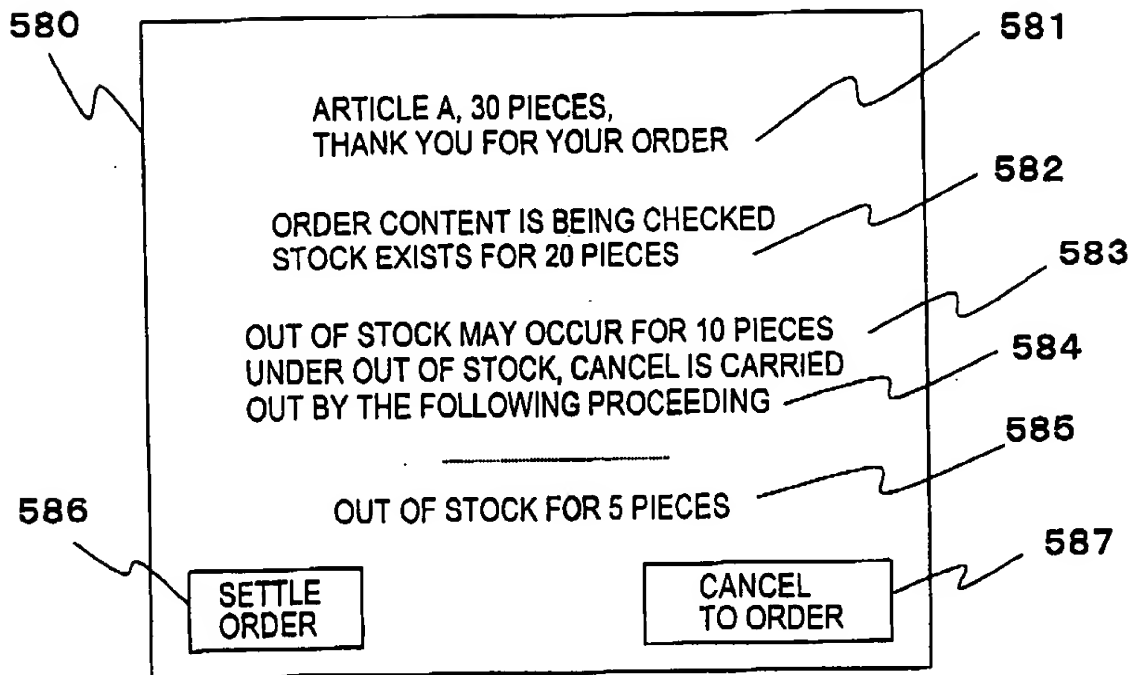 580
581
ARTICLE A, 30 PIECES,
THANK YOU FOR YOUR ORDER
582
ORDER CONTENT IS BEING CHECKED
STOCK EXISTS FOR 20 PIECES
583
OUT OF STOCK MAY OCCUR FOR 10 PIECES
584
UNDER OUT OF STOCK, CANCEL IS CARRIED
OUT BY THE FOLLOWING PROCEEDING
585
OUT OF STOCK FOR 5 PIECES
586
587
SETTLE
ORDER
CANCEL
TO ORDER